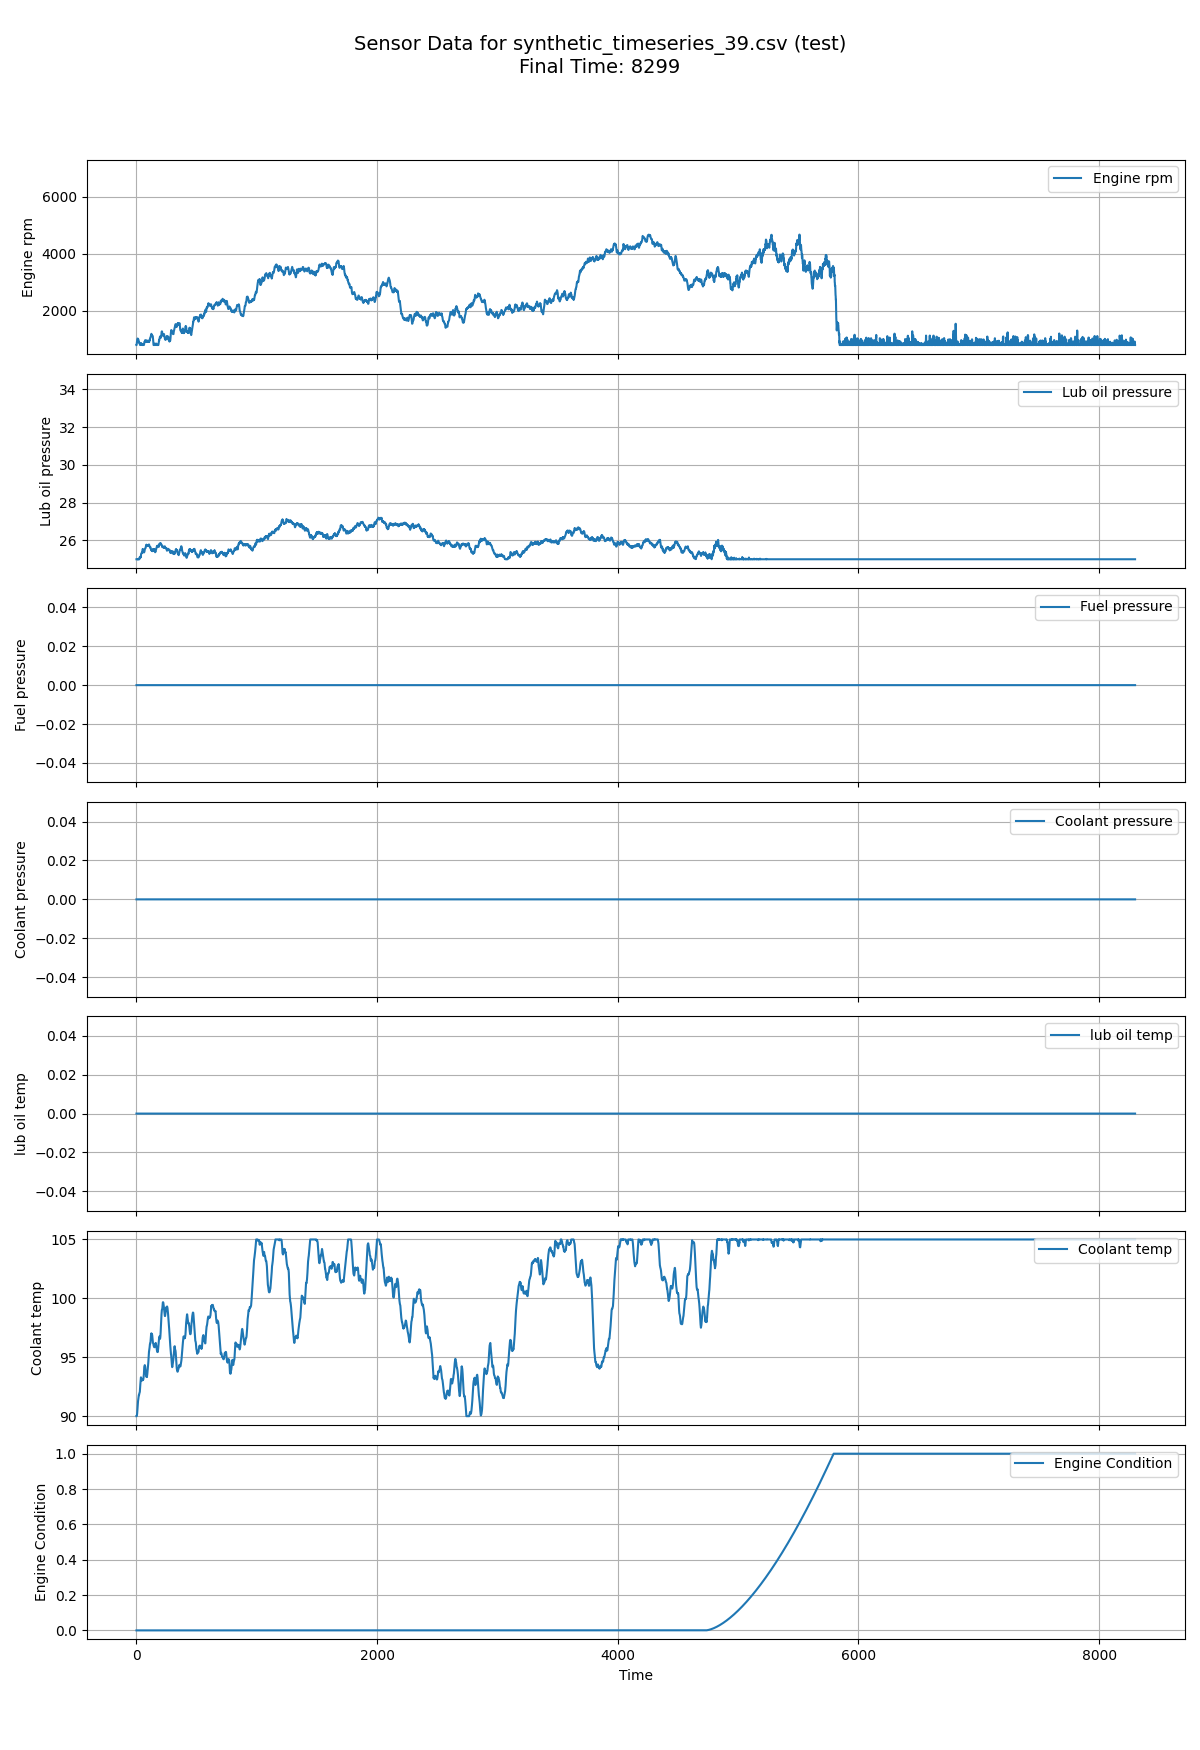 Sensor Data for synthetic_timeseries_39.csv (test)
Final Time: 8299
Engine rpm
6000
4000
2000
Engine rpm
Lub oil pressure
34
32
30
28
26
Lub oil pressure
Fuel pressure
0.04
0.02
0.00
−0.02
−0.04
Fuel pressure
Coolant pressure
0.04
0.02
0.00
−0.02
−0.04
Coolant pressure
lub oil temp
0.04
0.02
0.00
−0.02
−0.04
lub oil temp
Coolant temp
105
100
95
90
Coolant temp
Engine Condition
1.0
0.8
0.6
0.4
0.2
0.0
Engine Condition
0 2000 4000 6000 8000
Time